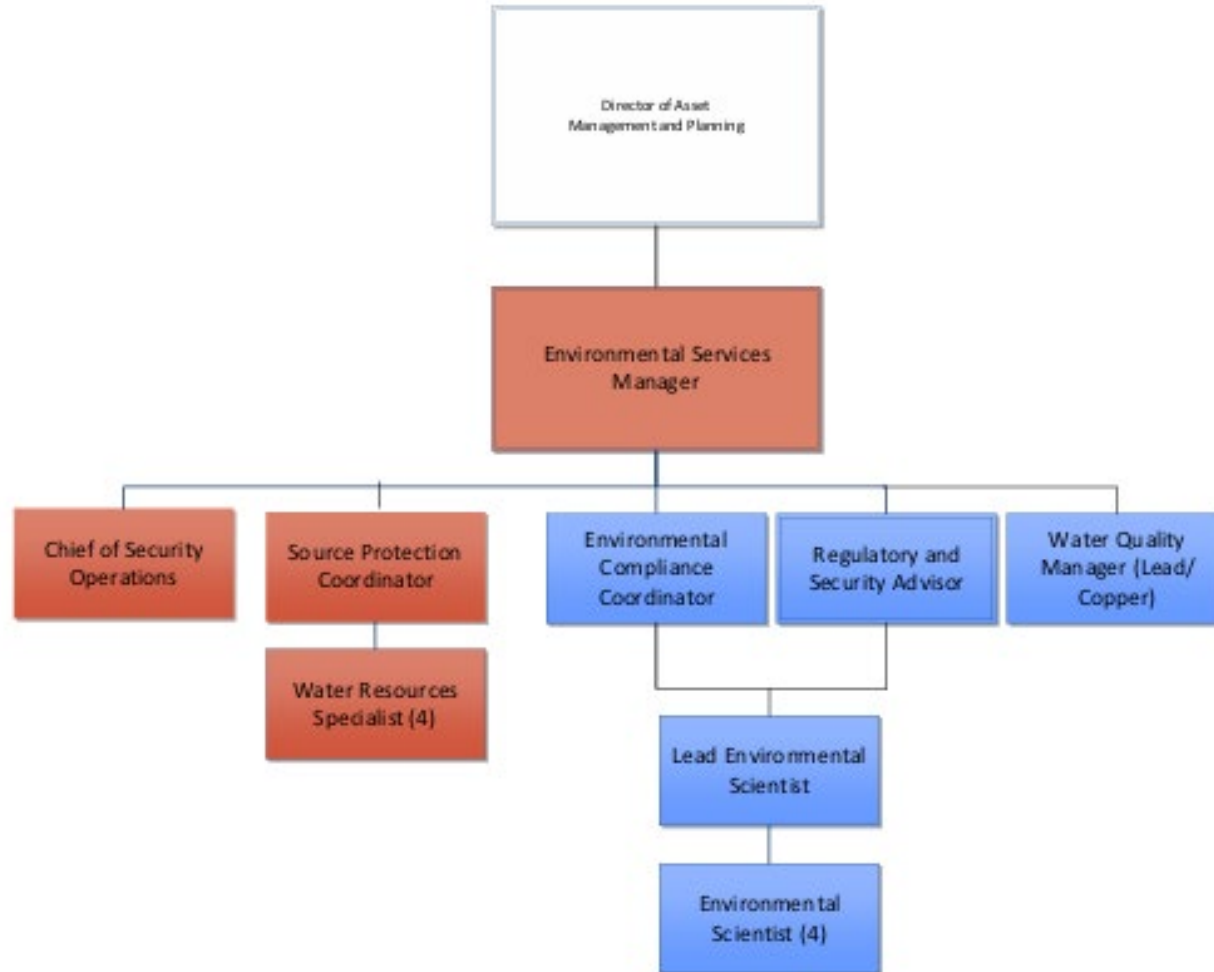 Director of Asset
Management and Planning
Environmental Services
Manager
Chief of Security
Operations
Source Protection
Coordinator
Environmental
Compliance
Coordinator
Regulatory and
Security Advisor
Water Quality
Manager (Lead/
Copper)
Water Resources
Specialist (4)
Lead Environmental
Scientist
Environmental
Scientist (4)